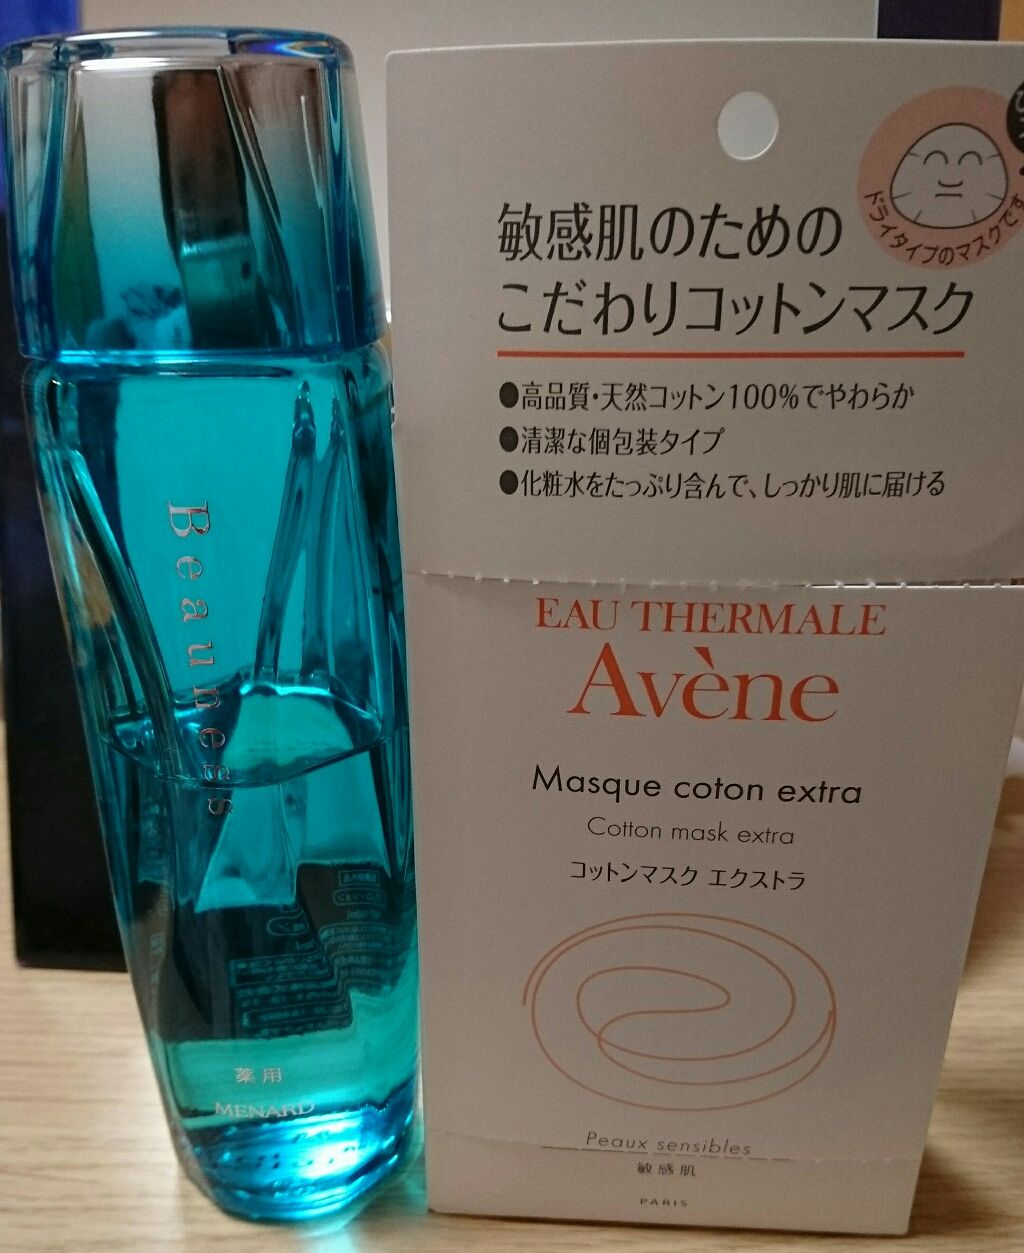 Beauness
薬用
MENARD
ドライタイプのマスクです
敏感肌のための
こだわりコットンマスク
●高品質・天然コットン100%でやわらか
●清潔な個包装タイプ
●化粧水をたっぷり含んで、しっかり肌に届ける
EAU THERMALE
Avène
Masque coton extra
Cotton mask extra
コットンマスク エクストラ
Peaux sensibles
敏感肌
PARIS